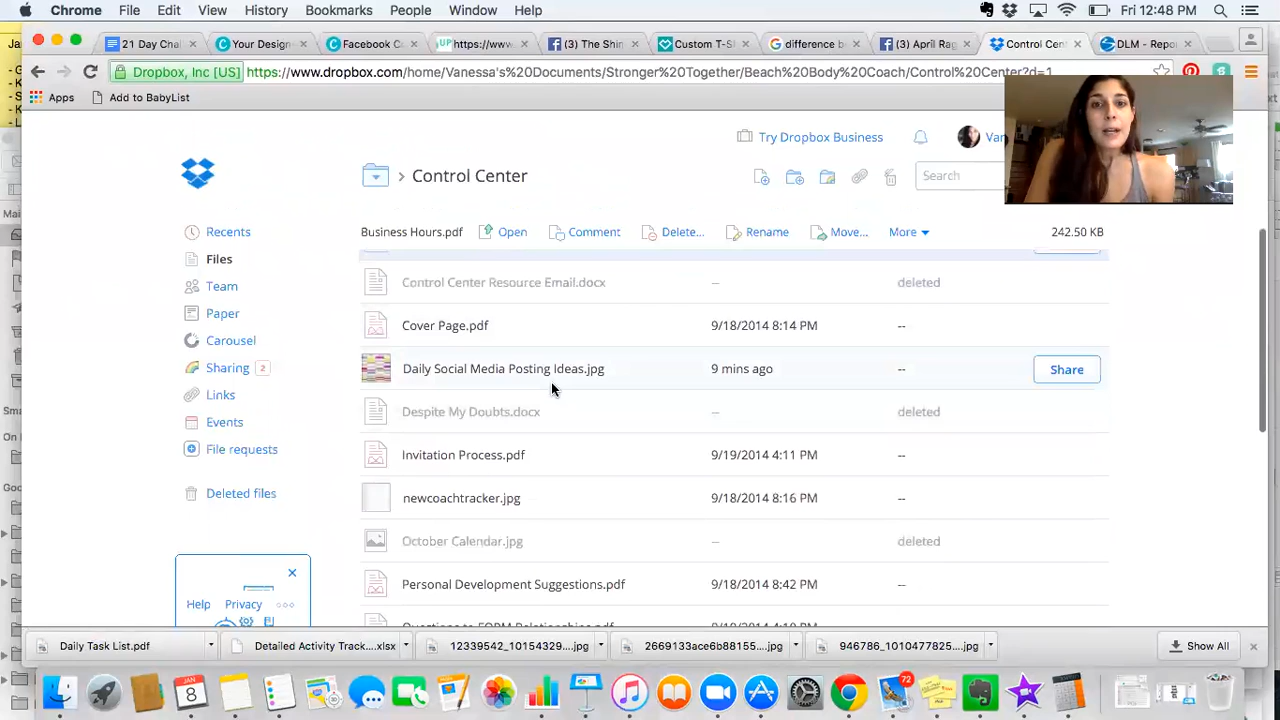 Chrome File Edit View History Bookmarks People Window Help Fri 12:48 PM
21 Day Chal Your Design Facebook C https://www. (3) The Shin Custom T-S difference b (3) April Rag Control Cen DLM - Repo
Dropbox, Inc [US] https://www.dropbox.com/home/Vanessa's%20Documents/Stronger%20Together/Beach%20Body%20Coach/Control%20Center?d=1
Apps Add to BabyList
Try Dropbox Business Van
Control Center Search
Business Hours.pdf Open Comment Delete... Rename Move... More 242.50 KB
Recents
Files
Team
Paper
Carousel
Sharing 2
Links
Events
File requests
Deleted files
Control Center Resource Email.docx -- deleted
Cover Page.pdf 9/18/2014 8:14 PM --
Daily Social Media Posting Ideas.jpg 9 mins ago -- Share
Despite My Doubts.docx -- deleted
Invitation Process.pdf 9/19/2014 4:11 PM --
newcoachtracker.jpg 9/18/2014 8:16 PM --
October Calendar.jpg -- deleted
Personal Development Suggestions.pdf 9/18/2014 8:42 PM --
Help Privacy
Daily Task List.pdf Detailed Activity Track....xlsx 12339542_10154329....jpg 2669133ace6b88155....jpg 946786_1010477825....jpg Show All
JAN
8
72